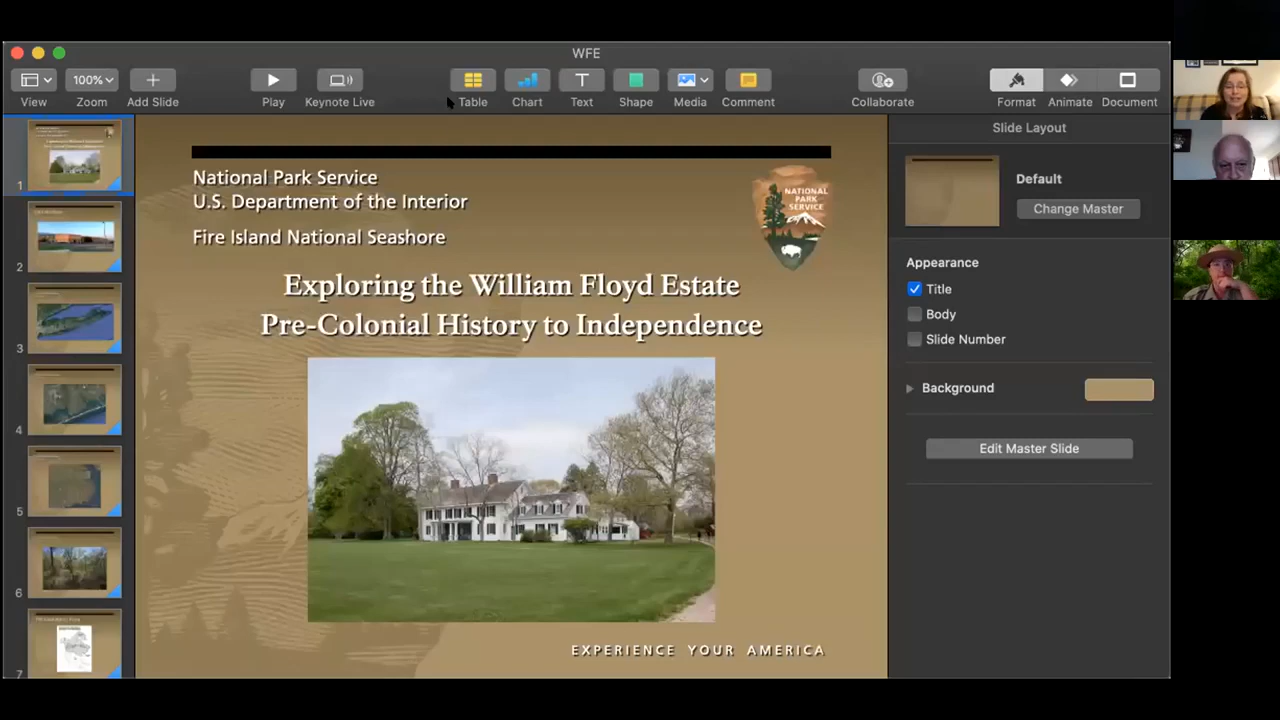 WFE
100%
View
Zoom
Add Slide
Play
Keynote Live
Table
Chart
Text
Shape
Media
Comment
Collaborate
Format
Animate
Document
1
2
3
4
5
6
7
National Park Service
U.S. Department of the Interior
Fire Island National Seashore
NATIONAL
PARK
SERVICE
Exploring the William Floyd Estate
Pre-Colonial History to Independence
EXPERIENCE YOUR AMERICA
Slide Layout
Default
Change Master
Appearance
Title
Body
Slide Number
Background
Edit Master Slide